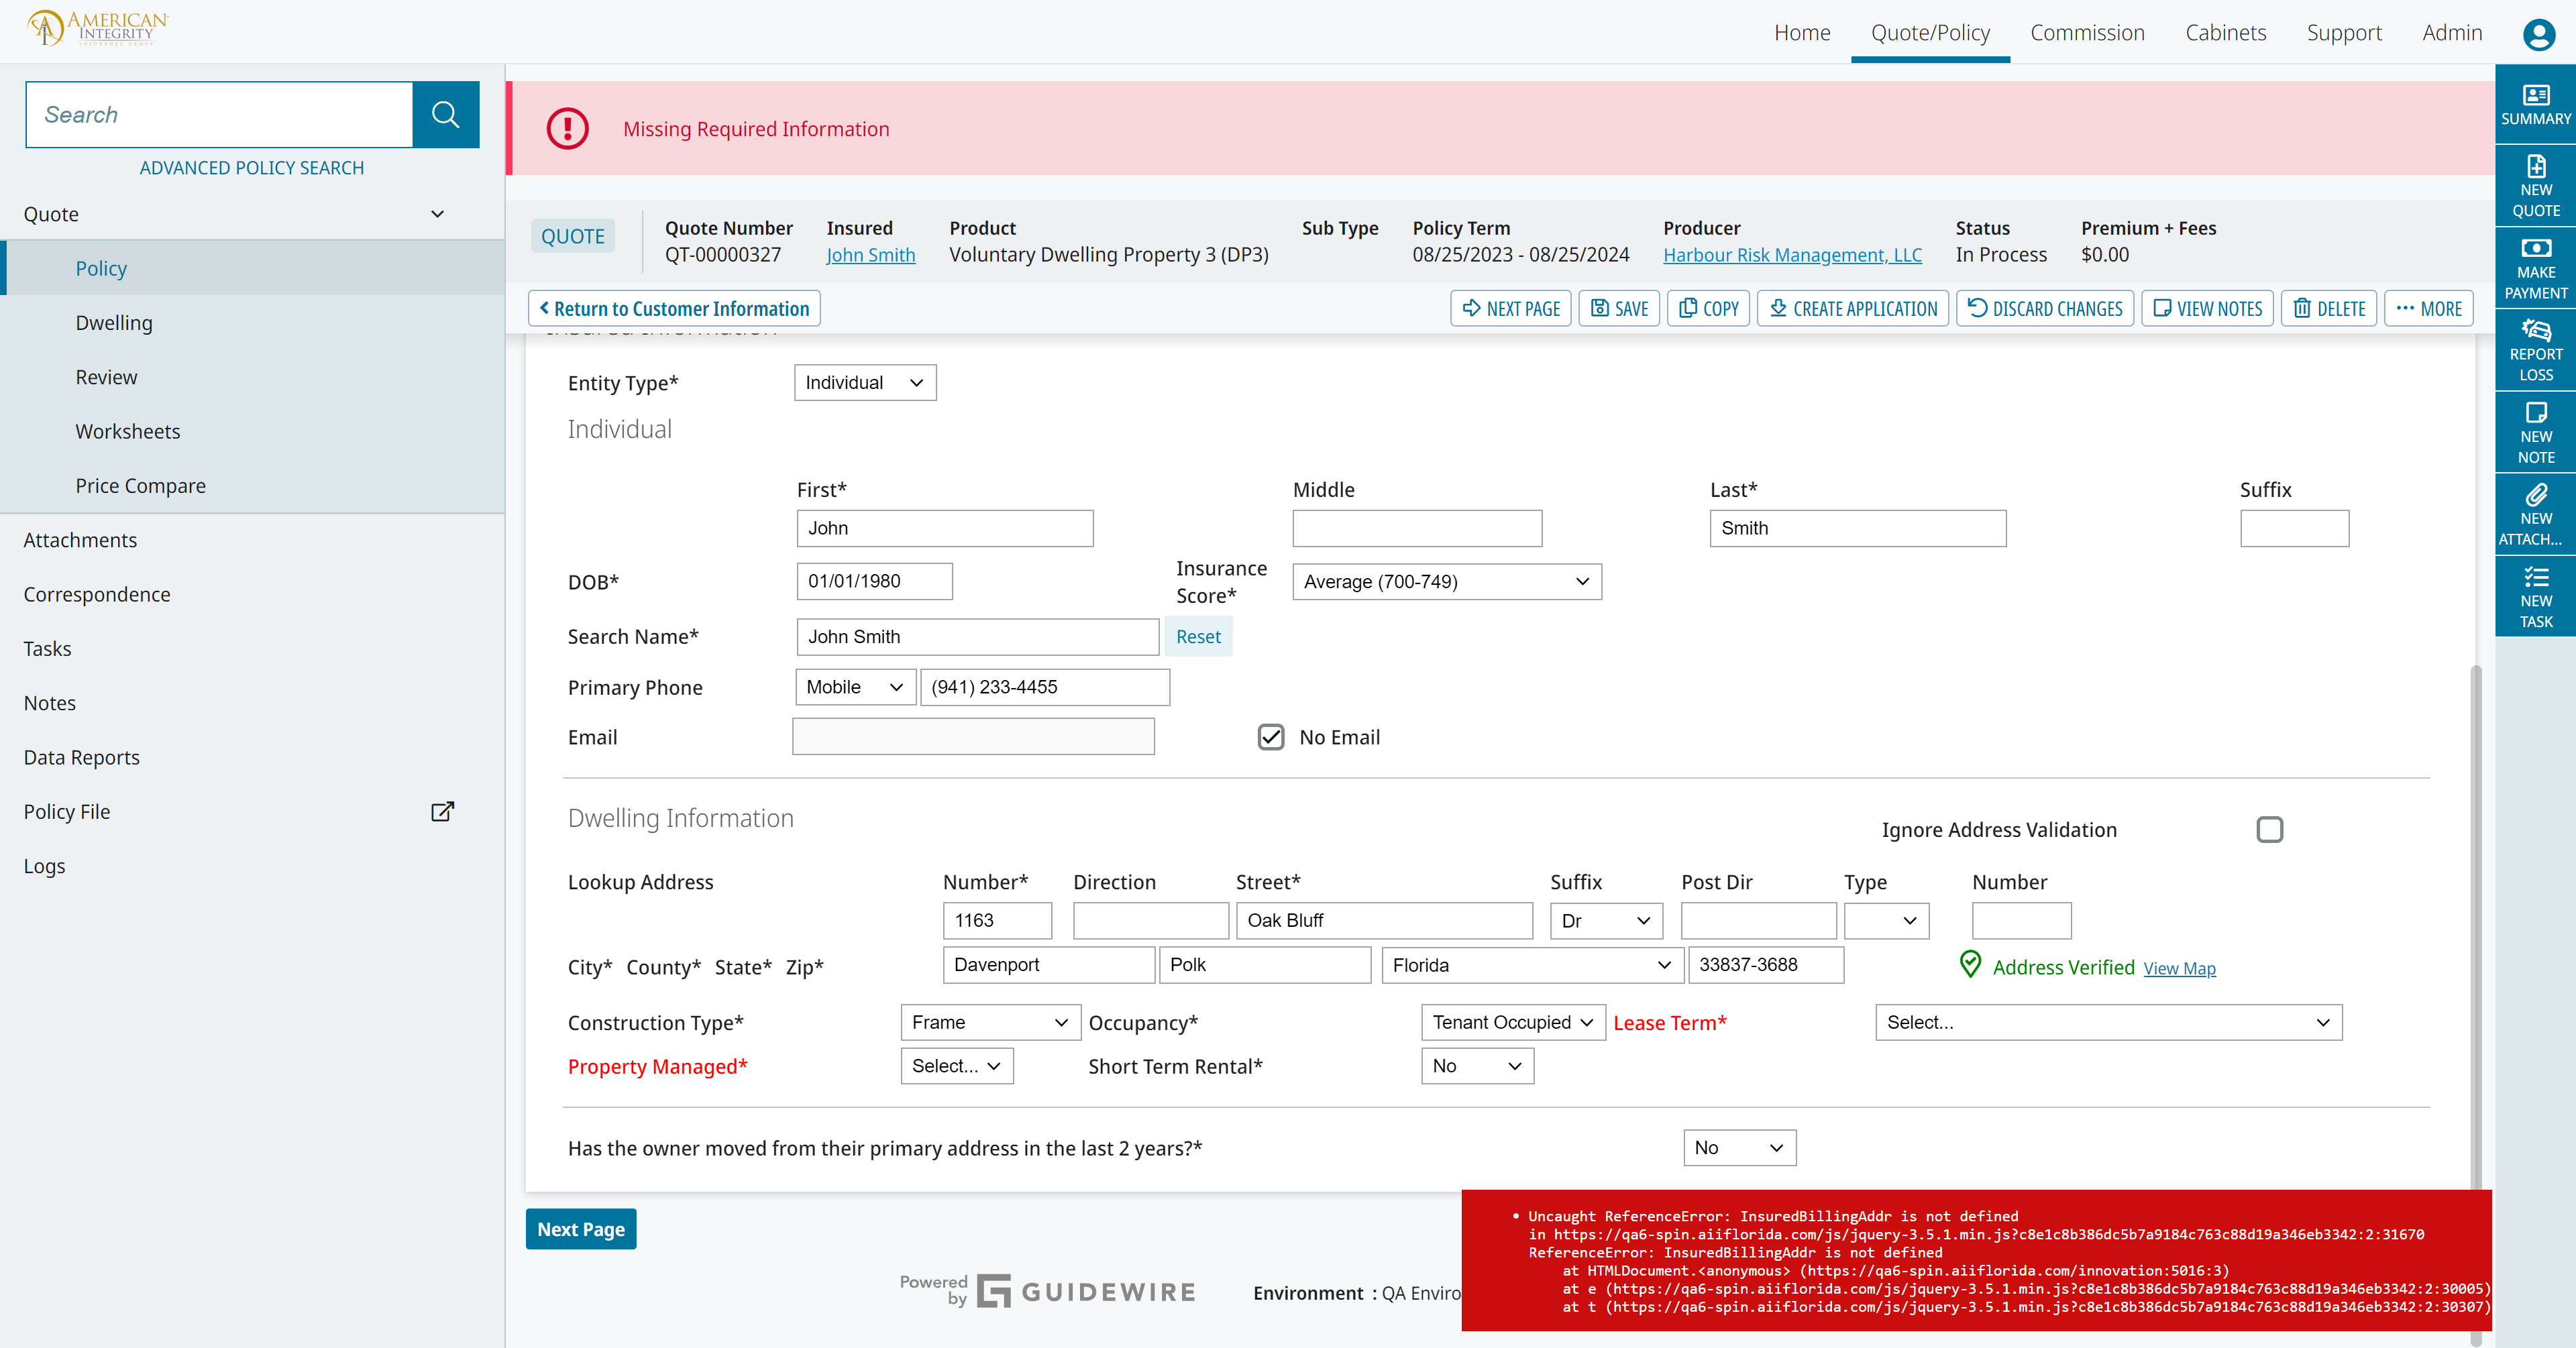 AMERICAN
INTEGRITY
INSURANCE GROUP
Home Quote/Policy Commission Cabinets Support Admin
Search
ADVANCED POLICY SEARCH
Quote
Policy
Dwelling
Review
Worksheets
Price Compare
Attachments
Correspondence
Tasks
Notes
Data Reports
Policy File
Logs
Missing Required Information
QUOTE
Quote Number Insured Product Sub Type Policy Term Producer Status Premium + Fees
QT-00000327 John Smith Voluntary Dwelling Property 3 (DP3) 08/25/2023 - 08/25/2024 Harbour Risk Management, LLC In Process $0.00
Return to Customer Information NEXT PAGE SAVE COPY CREATE APPLICATION DISCARD CHANGES VIEW NOTES DELETE MORE
Insured Information
Entity Type* Individual
Individual
First* Middle Last* Suffix
John Smith
DOB* 01/01/1980 Insurance Score* Average (700-749)
Search Name* John Smith Reset
Primary Phone Mobile (941) 233-4455
Email No Email
Dwelling Information
Ignore Address Validation
Lookup Address Number* Direction Street* Suffix Post Dir Type Number
1163 Oak Bluff Dr
City* County* State* Zip* Davenport Polk Florida 33837-3688 Address Verified View Map
Construction Type* Frame Occupancy* Tenant Occupied Lease Term* Select...
Property Managed* Select... Short Term Rental* No
Has the owner moved from their primary address in the last 2 years?* No
Next Page
Powered by GUIDEWIRE
Environment : QA Enviro
• Uncaught ReferenceError: InsuredBillingAddr is not defined
in https://qa6-spin.aiiflorida.com/js/jquery-3.5.1.min.js?c8e1c8b386dc5b7a9184c763c88d19a346eb3342:2:31670
ReferenceError: InsuredBillingAddr is not defined
at HTMLDocument.<anonymous> (https://qa6-spin.aiiflorida.com/innovation:5016:3)
at e (https://qa6-spin.aiiflorida.com/js/jquery-3.5.1.min.js?c8e1c8b386dc5b7a9184c763c88d19a346eb3342:2:30005)
at t (https://qa6-spin.aiiflorida.com/js/jquery-3.5.1.min.js?c8e1c8b386dc5b7a9184c763c88d19a346eb3342:2:30307)
SUMMARY
NEW
QUOTE
MAKE
PAYMENT
REPORT
LOSS
NEW
NOTE
NEW
ATTACH...
NEW
TASK